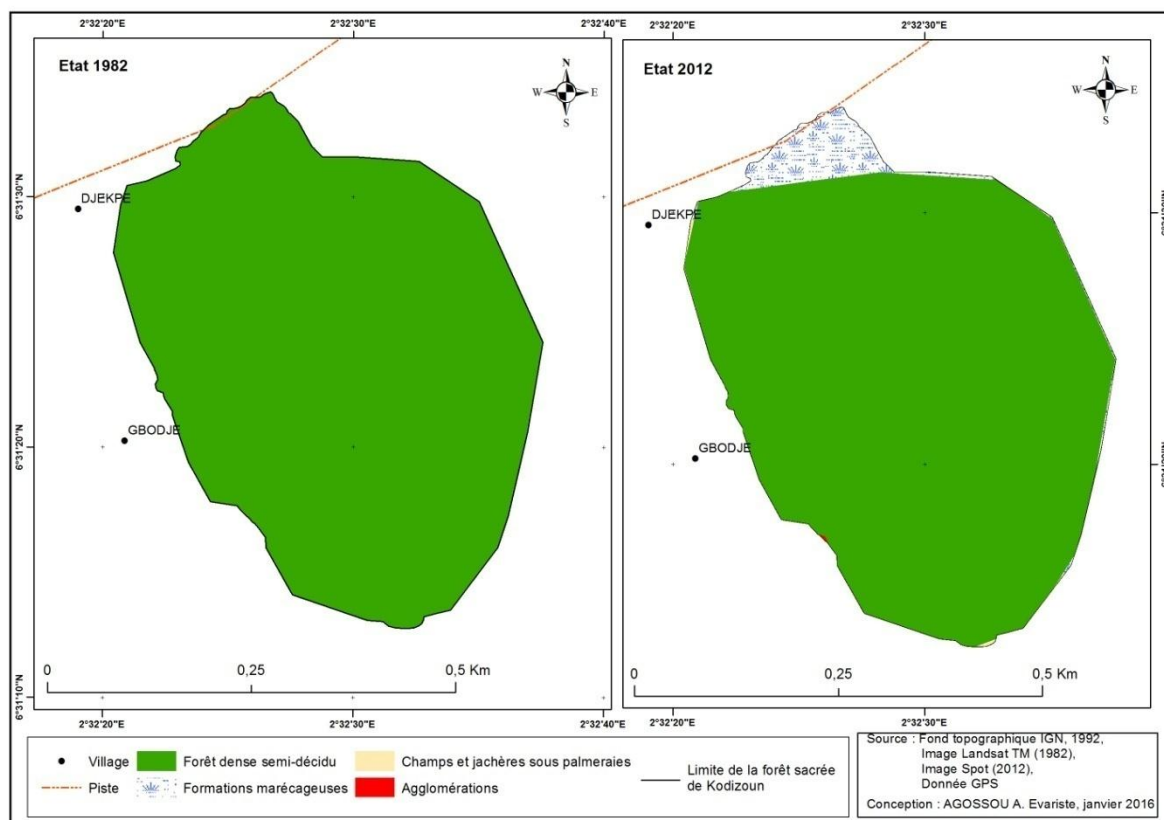 2°32'20"E
2°32'30"E
2°32'40"E
2°32'20"E
2°32'30"E
Etat 1982
N
W
E
S
6°31'30"N
DJEKPE
GBODJE
6°31'20"N
0
0,25
0,5 Km
6°31'10"N
2°32'20"E
2°32'30"E
2°32'40"E
Etat 2012
N
W
E
S
DJEKPE
GBODJE
0
0,25
0,5 Km
2°32'20"E
2°32'30"E
Village
Forêt dense semi-décidu
Champs et jachères sous palmeraies
Limite de la forêt sacrée
de Kodizoun
Piste
Formations marécageuses
Agglomérations
Source : Fond topographique IGN, 1992,
Image Landsat TM (1982),
Image Spot (2012),
Donnée GPS
Conception : AGOSSOU A. Evariste, janvier 2016